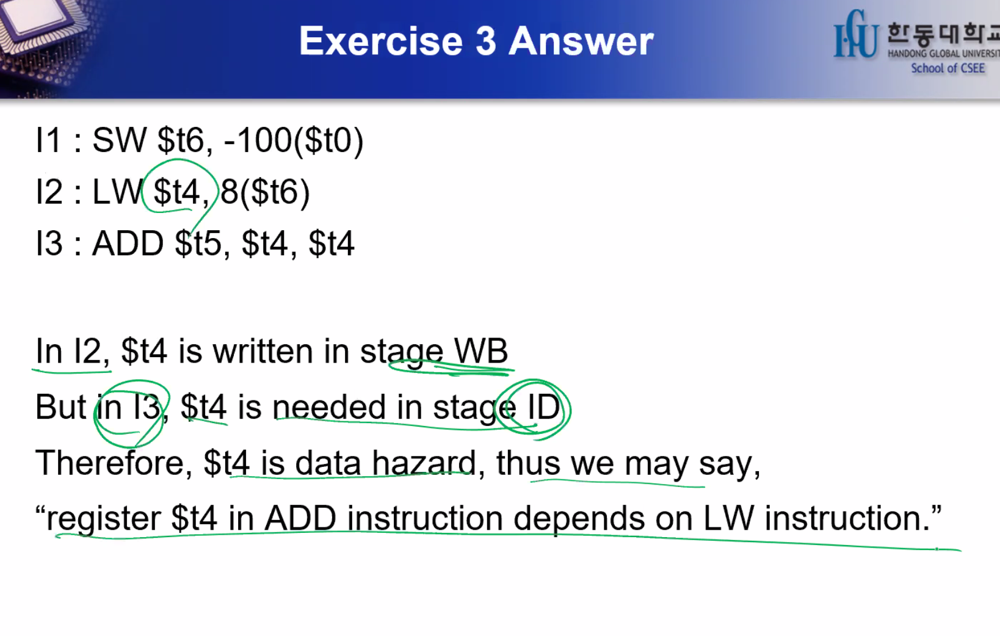 Exercise 3 Answer
한동대학교
HANDONG GLOBAL UNIVERSIT
School of CSEE
I1 : SW $t6, -100($t0)
I2 : LW $t4, 8($t6)
I3 : ADD $t5, $t4, $t4
In I2, $t4 is written in stage WB
But in I3, $t4 is needed in stage ID
Therefore, $t4 is data hazard, thus we may say,
“register $t4 in ADD instruction depends on LW instruction.”